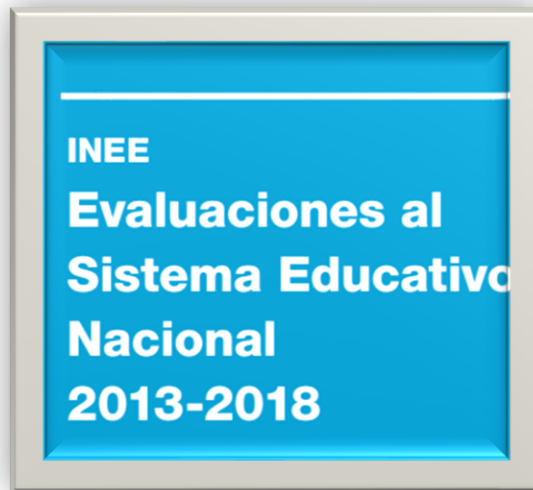 INEE
Evaluaciones al
Sistema Educativo
Nacional
2013-2018